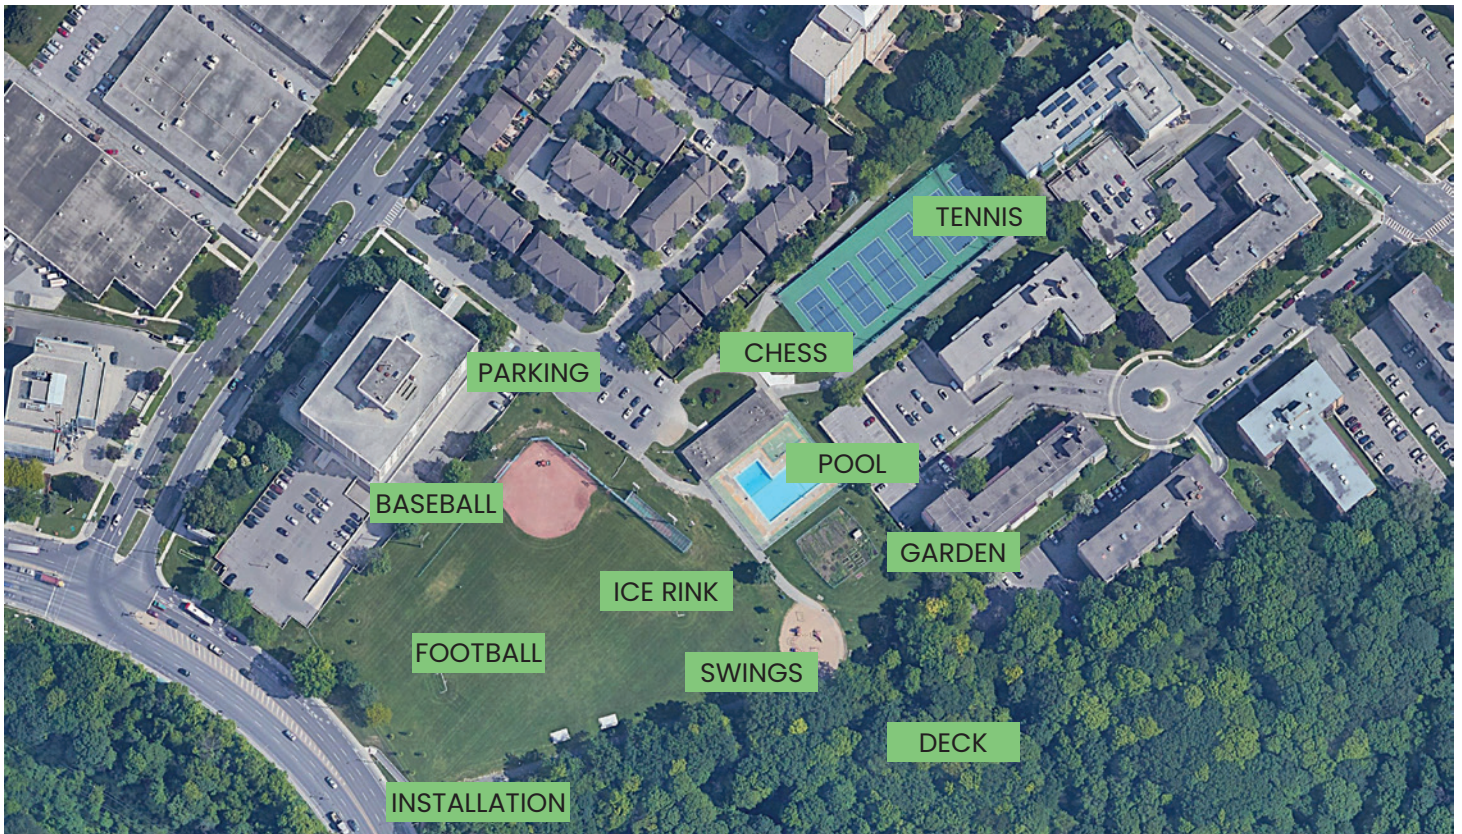 TENNIS
CHESS
PARKING
POOL
BASEBALL
GARDEN
ICE RINK
FOOTBALL
SWINGS
DECK
INSTALLATION